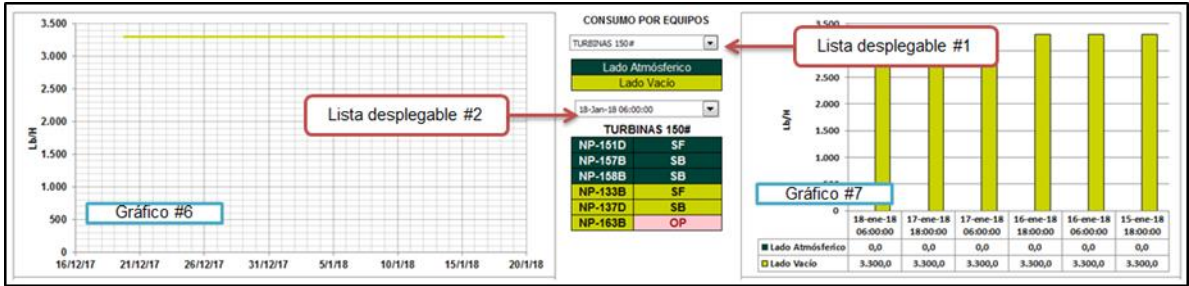 3.500
3.000
2.500
2.000
1.500
1.000
500
0
Lb/H
16/12/17 21/12/17 26/12/17 31/12/17 5/1/18 10/1/18 15/1/18 20/1/18
Gráfico #6
Lista desplegable #2
CONSUMO POR EQUIPOS
TURBINAS 150#
Lado Atmósferico
Lado Vacío
18-Jan-18 06:00:00
TURBINAS 150#
NP-151D SF
NP-157B SB
NP-158B SB
NP-133B SF
NP-137D SB
NP-163B OP
Lista desplegable #1
3.500
2.500
2.000
1.500
1.000
0
Lb/H
Gráfico #7
18-ene-18 17-ene-18 17-ene-18 16-ene-18 16-ene-18 15-ene-18
06:00:00 18:00:00 06:00:00 18:00:00 06:00:00 18:00:00
Lado Atmósferico 0,0 0,0 0,0 0,0 0,0 0,0
Lado Vacío 3.300,0 3.300,0 3.300,0 3.300,0 3.300,0 3.300,0